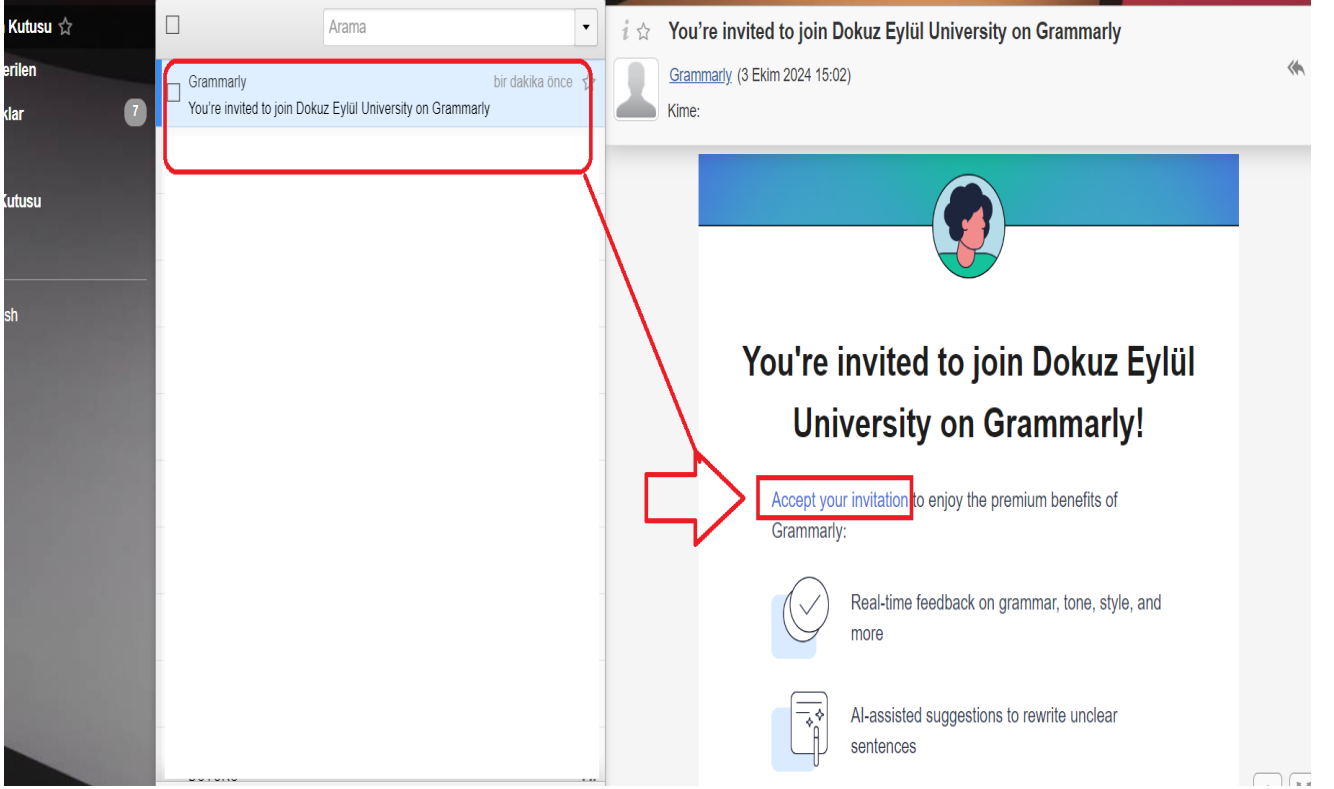 Kutusu
erilen
klar
7
Kutusu
sh
Arama
Grammarly bir dakika önce
You're invited to join Dokuz Eylül University on Grammarly
i You're invited to join Dokuz Eylül University on Grammarly
Grammarly (3 Ekim 2024 15:02)
Kime:
You're invited to join Dokuz Eylül
University on Grammarly!
Accept your invitation to enjoy the premium benefits of
Grammarly:
Real-time feedback on grammar, tone, style, and
more
AI-assisted suggestions to rewrite unclear
sentences